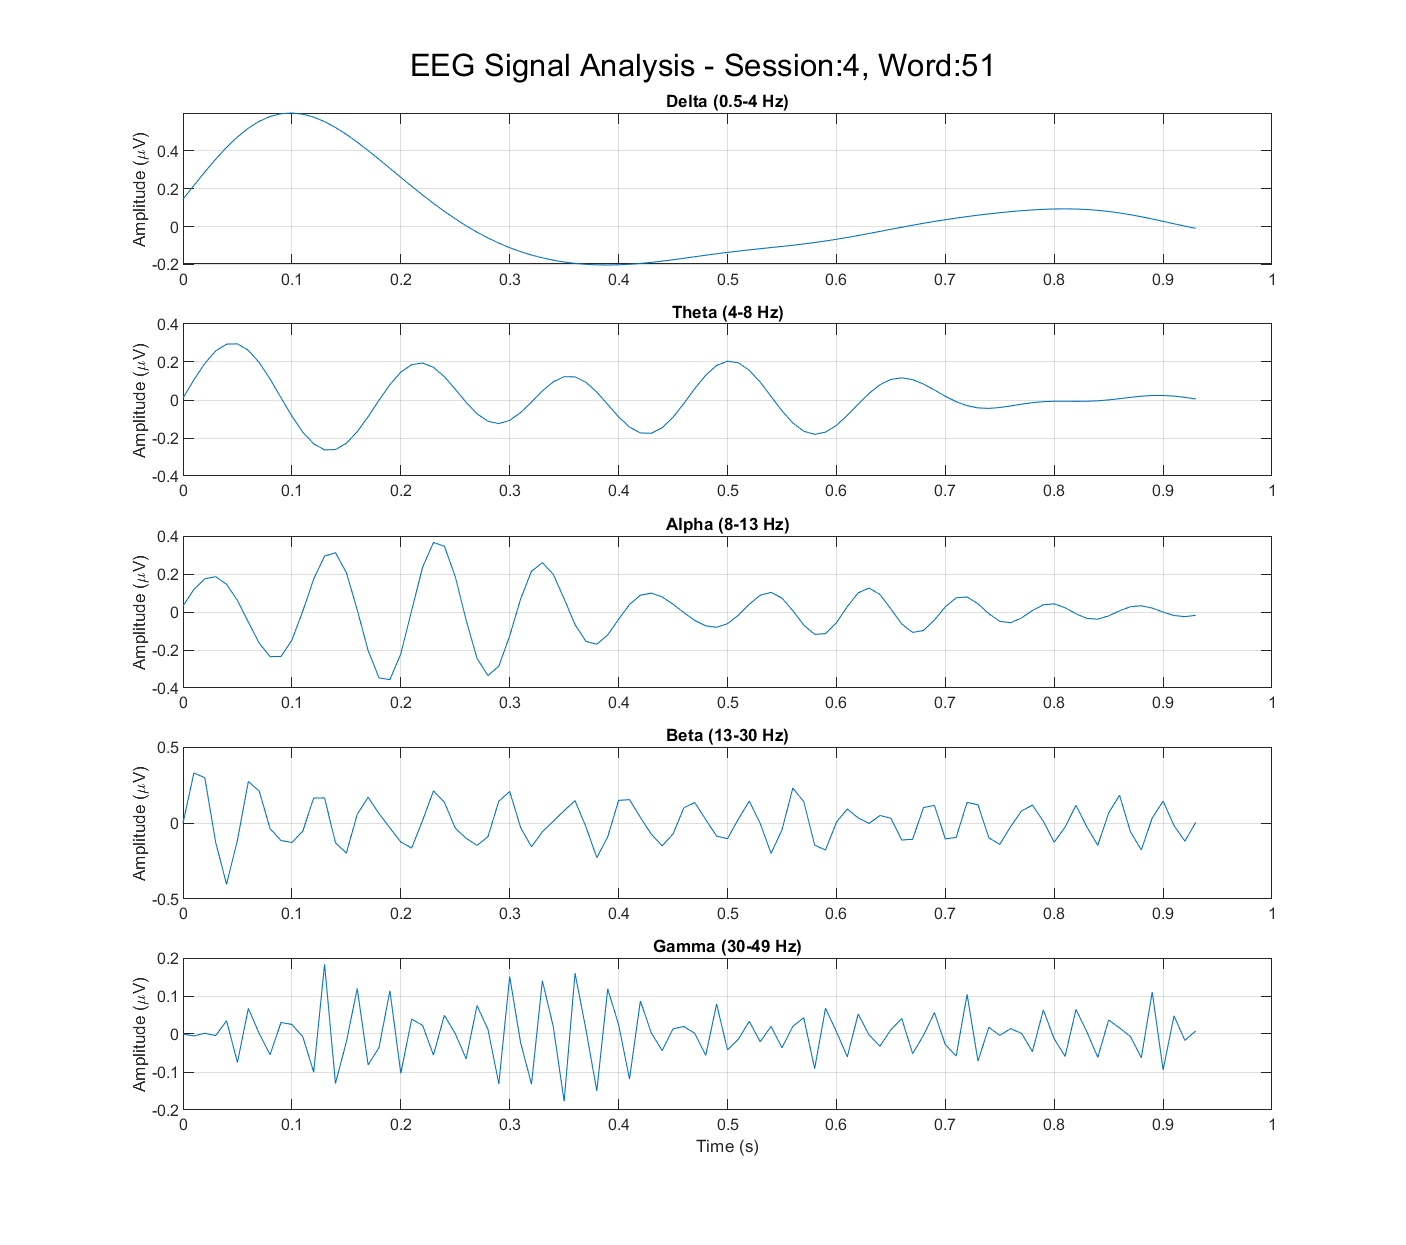 EEG Signal Analysis - Session:4, Word:51
Delta (0.5-4 Hz)
Amplitude (μV)
0.4
0.2
0
-0.2
0 0.1 0.2 0.3 0.4 0.5 0.6 0.7 0.8 0.9 1
Theta (4-8 Hz)
Amplitude (μV)
0.4
0.2
0
-0.2
-0.4
0 0.1 0.2 0.3 0.4 0.5 0.6 0.7 0.8 0.9 1
Alpha (8-13 Hz)
Amplitude (μV)
0.4
0.2
0
-0.2
-0.4
0 0.1 0.2 0.3 0.4 0.5 0.6 0.7 0.8 0.9 1
Beta (13-30 Hz)
Amplitude (μV)
0.5
0
-0.5
0 0.1 0.2 0.3 0.4 0.5 0.6 0.7 0.8 0.9 1
Gamma (30-49 Hz)
Amplitude (μV)
0.2
0.1
0
-0.1
-0.2
0 0.1 0.2 0.3 0.4 0.5 0.6 0.7 0.8 0.9 1
Time (s)